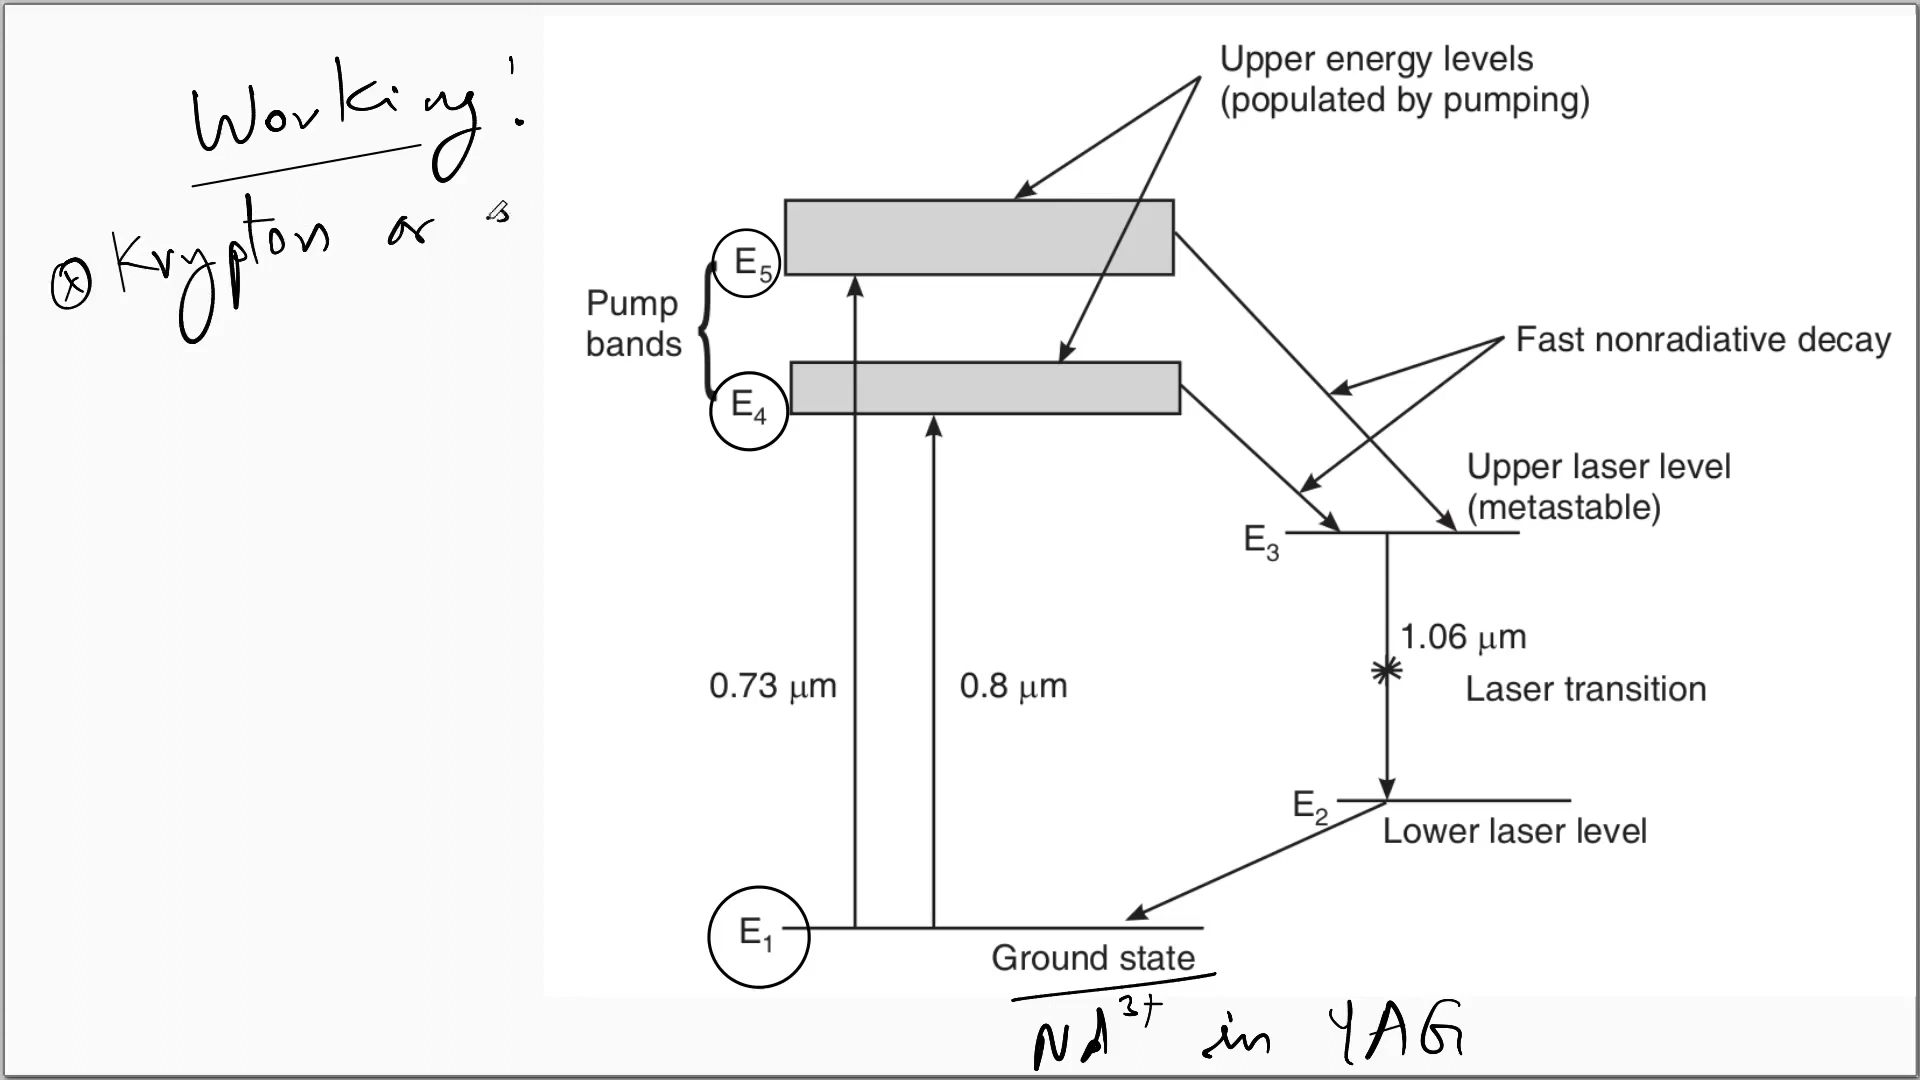 Working:
Krypton or
Upper energy levels
(populated by pumping)
E5
Pump
bands
E4
Fast nonradiative decay
Upper laser level
(metastable)
E3
1.06 μm
0.73 μm
0.8 μm
Laser transition
E2
Lower laser level
E1
Ground state
Nd3+ in YAG